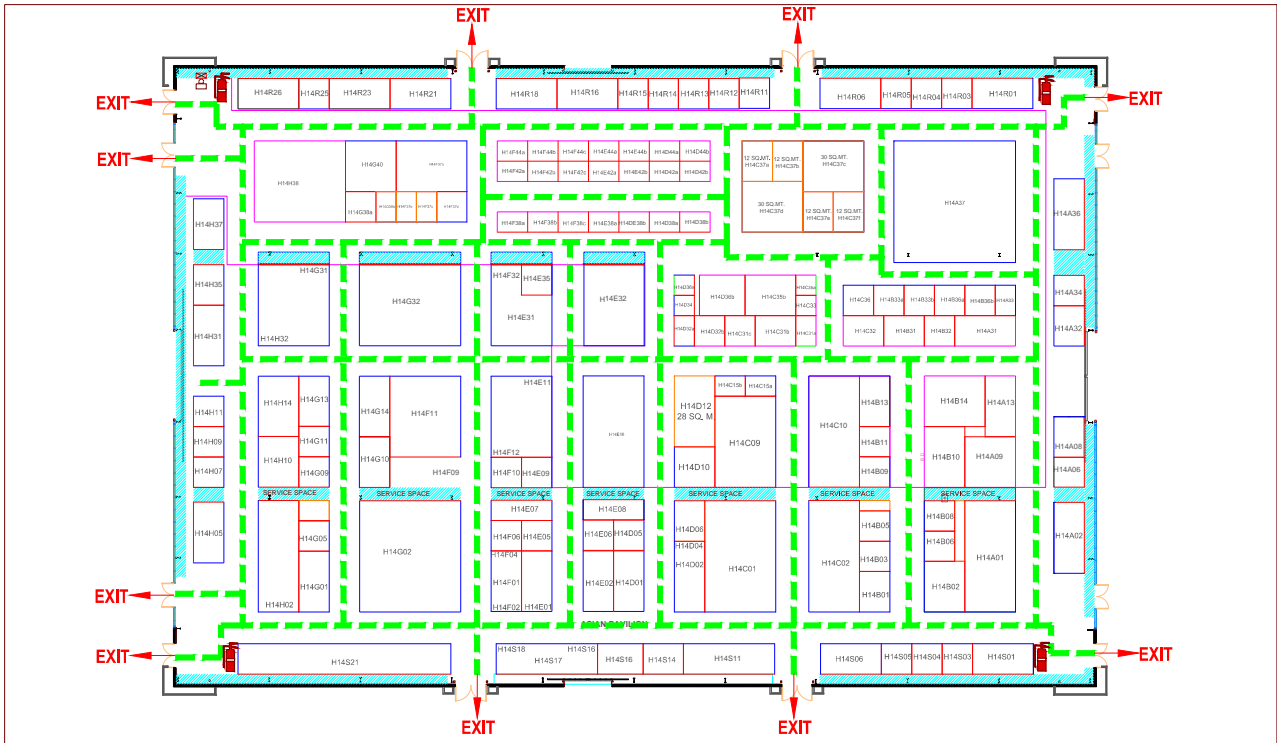 EXIT
EXIT
H14R26
H14R25
H14R23
H14R21
H14R18
H14R16
H14R15
H14R14
H14R13
H14R12
H14R11
H14R06
H14R05
H14R04
H14R03
H14R01
EXIT
EXIT
EXIT
H14H38
H14G40
H14G38a
H14F44a
H14F44b
H14F44c
H14E44a
H14E44b
H14D44a
H14D44b
H14F42a
H14F42c
H14F42c
H14E42a
H14E42b
H14D42a
H14D42b
H14F38a
H14F38b
H14F38c
H14E38a
H14DE38b
H14D38a
H14D38b
12 SQ.MT.
H14C37a
12 SQ.MT.
H14C37b
30 SQ.MT.
H14C37c
30 SQ.MT.
H14C37d
12 SQ.MT.
H14C37e
12 SQ.MT.
H14C37f
H14A37
H14A36
H14H37
H14H35
H14H31
H14G31
H14H32
H14G32
H14F32
H14E35
H14E31
H14E32
H14D36b
H14C35b
H14D34
H14C33
H14D32a
H14D32b
H14C31c
H14C31b
H14C31a
H14C36
H14B33a
H14B33b
H14B36a
H14B36b
H14A33
H14C32
H14B31
H14B32
H14A31
H14A34
H14A32
H14H11
H14H09
H14H07
H14H05
H14H14
H14G13
H14G11
H14H10
H14G09
H14G14
H14F11
H14G10
H14F09
H14E11
H14F12
H14F10
H14E09
H14D12
28 SQ. M
H14C15b
H14C15a
H14C09
H14D10
H14C10
H14B13
H14B11
H14B09
H14B14
H14A13
H14B10
H14A09
H14A08
H14A06
SERVICE SPACE
SERVICE SPACE
SERVICE SPACE
SERVICE SPACE
SERVICE SPACE
SERVICE SPACE
SERVICE SPACE
H14G05
H14G01
H14H02
H14G02
H14E07
H14F06
H14E05
H14F04
H14F01
H14F02
H14E01
H14E08
H14E06
H14D05
H14E02
H14D01
H14D06
H14D04
H14D02
H14C01
H14C02
H14B05
H14B03
H14B01
H14B08
H14B06
H14B02
H14A01
H14A02
EXIT
ASIAN PAVILION
EXIT
H14S21
H14S18
H14S17
H14S16
H14S16
H14S14
H14S11
H14S06
H14S05
H14S04
H14S03
H14S01
EXIT
EXIT
EXIT